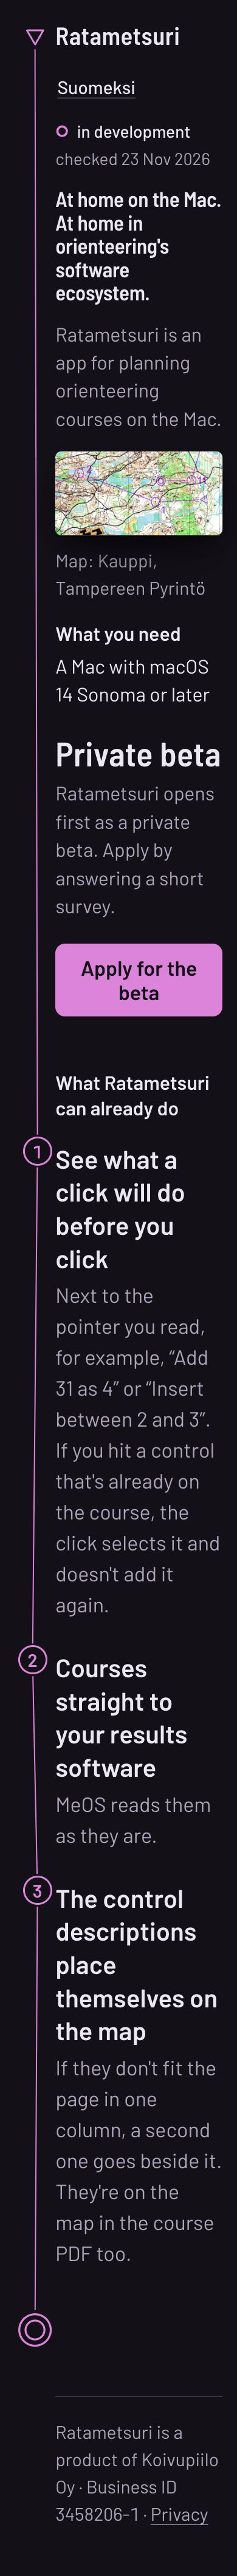 Ratametsuri
Suomeksi
in development
checked 23 Nov 2026
At home on the Mac.
At home in
orienteering's
software
ecosystem.
Ratametsuri is an
app for planning
orienteering
courses on the Mac.
Map: Kauppi,
Tampereen Pyrintö
What you need
A Mac with macOS
14 Sonoma or later
Private beta
Ratametsuri opens
first as a private
beta. Apply by
answering a short
survey.
Apply for the
beta
What Ratametsuri
can already do
1
See what a
click will do
before you
click
Next to the
pointer you read,
for example, “Add
31 as 4” or “Insert
between 2 and 3”.
If you hit a control
that's already on
the course, the
click selects it and
doesn't add it
again.
2
Courses
straight to
your results
software
MeOS reads them
as they are.
3
The control
descriptions
place
themselves on
the map
If they don't fit the
page in one
column, a second
one goes beside it.
They're on the
map in the course
PDF too.
Ratametsuri is a
product of Koivupiilo
Oy · Business ID
3458206-1 · Privacy